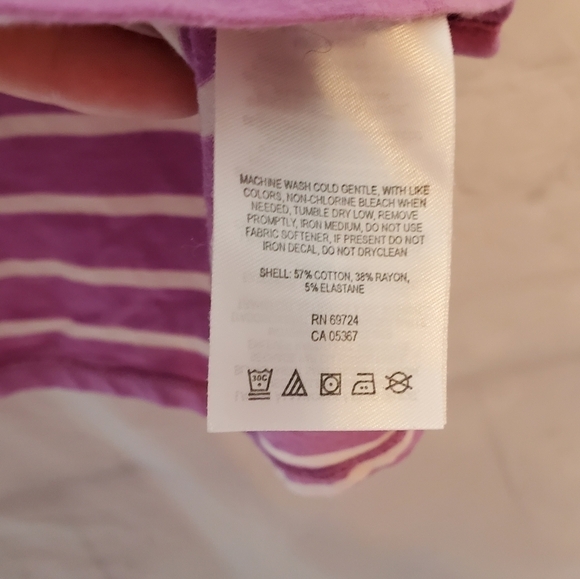 MACHINE WASH COLD GENTLE, WITH LIKE
COLORS, NON-CHLORINE BLEACH WHEN
NEEDED, TUMBLE DRY LOW, REMOVE
PROMPTLY, IRON MEDIUM, DO NOT USE
FABRIC SOFTENER, IF PRESENT DO NOT
IRON DECAL, DO NOT DRYCLEAN
SHELL: 57% COTTON, 38% RAYON,
5% ELASTANE
RN 69724
CA 05367
30C